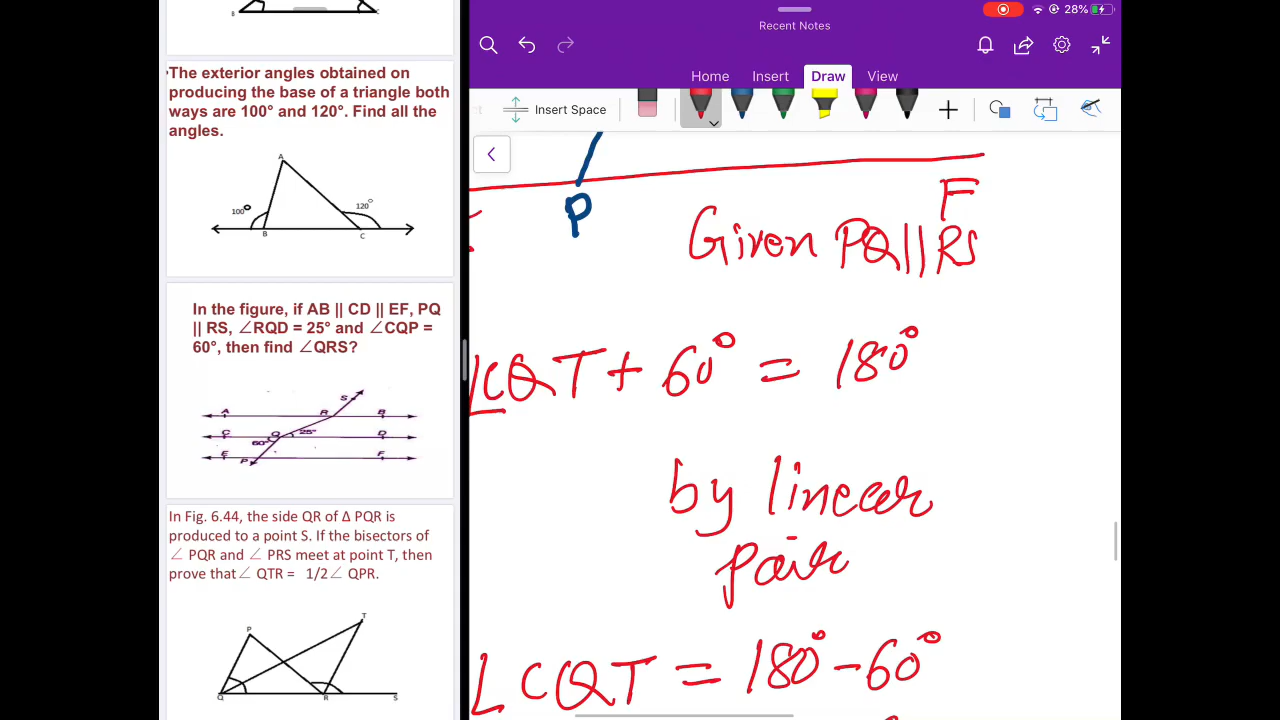 B C
The exterior angles obtained on
producing the base of a triangle both
ways are 100° and 120°. Find all the
angles.
A
100°
120°
B
C
In the figure, if AB || CD || EF, PQ
|| RS, ∠RQD = 25° and ∠CQP =
60°, then find ∠QRS?
S
A R B
C Q 25° D
60°
E P F
In Fig. 6.44, the side QR of Δ PQR is
produced to a point S. If the bisectors of
∠ PQR and ∠ PRS meet at point T, then
prove that ∠ QTR = 1/2∠ QPR.
T
P
Q R S
28%
Recent Notes
Home Insert Draw View
Insert Space
P
F
Given PQ||RS
∠CQT + 60° = 180°
by linear
pair
∠CQT = 180° - 60°